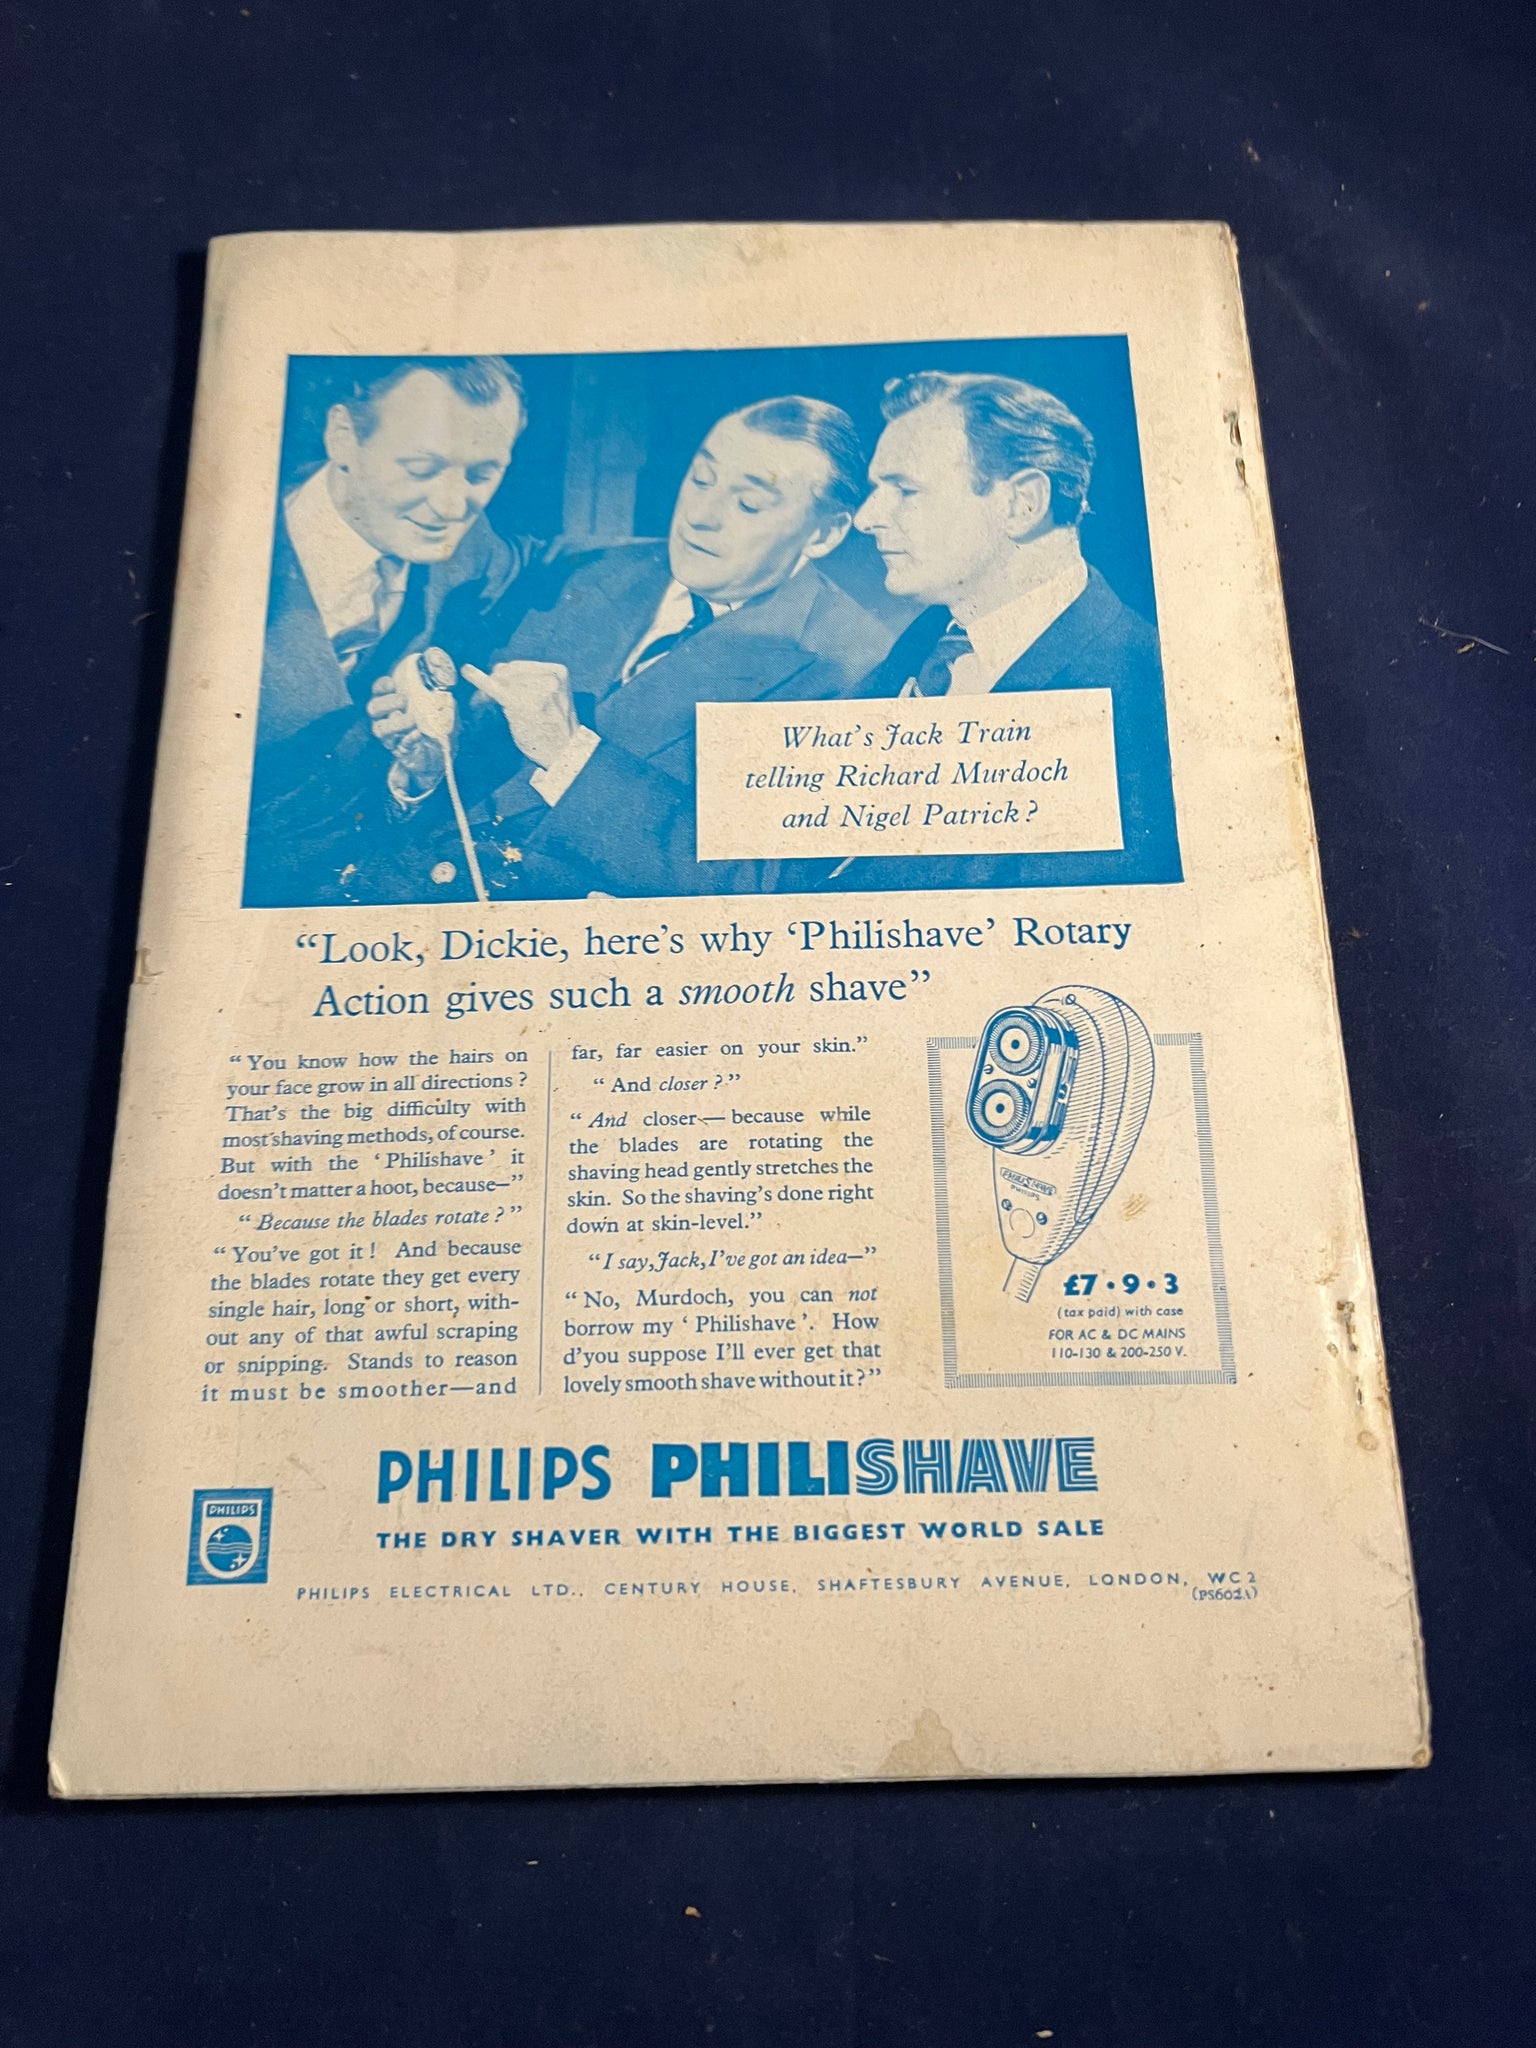 What's Jack Train
telling Richard Murdoch
and Nigel Patrick?
“Look, Dickie, here's why ‘Philishave’ Rotary
Action gives such a smooth shave”
“You know how the hairs on
your face grow in all directions?
That's the big difficulty with
most shaving methods, of course.
But with the ‘Philishave’ it
doesn't matter a hoot, because—”
“Because the blades rotate?”
“You've got it! And because
the blades rotate they get every
single hair, long or short, with-
out any of that awful scraping
or snipping. Stands to reason
it must be smoother—and
far, far easier on your skin.”
“And closer?”
“And closer—because while
the blades are rotating the
shaving head gently stretches the
skin. So the shaving's done right
down at skin-level.”
“I say, Jack, I've got an idea—”
“No, Murdoch, you can not
borrow my ‘Philishave’. How
d'you suppose I'll ever get that
lovely smooth shave without it?”
PHILISHAVE
PHILIPS
£7·9·3
(tax paid) with case
FOR AC & DC MAINS
110-130 & 200-250 V.
PHILIPS PHILISHAVE
THE DRY SHAVER WITH THE BIGGEST WORLD SALE
PHILIPS
PHILIPS ELECTRICAL LTD., CENTURY HOUSE, SHAFTESBURY AVENUE, LONDON, WC2
(PS602A)